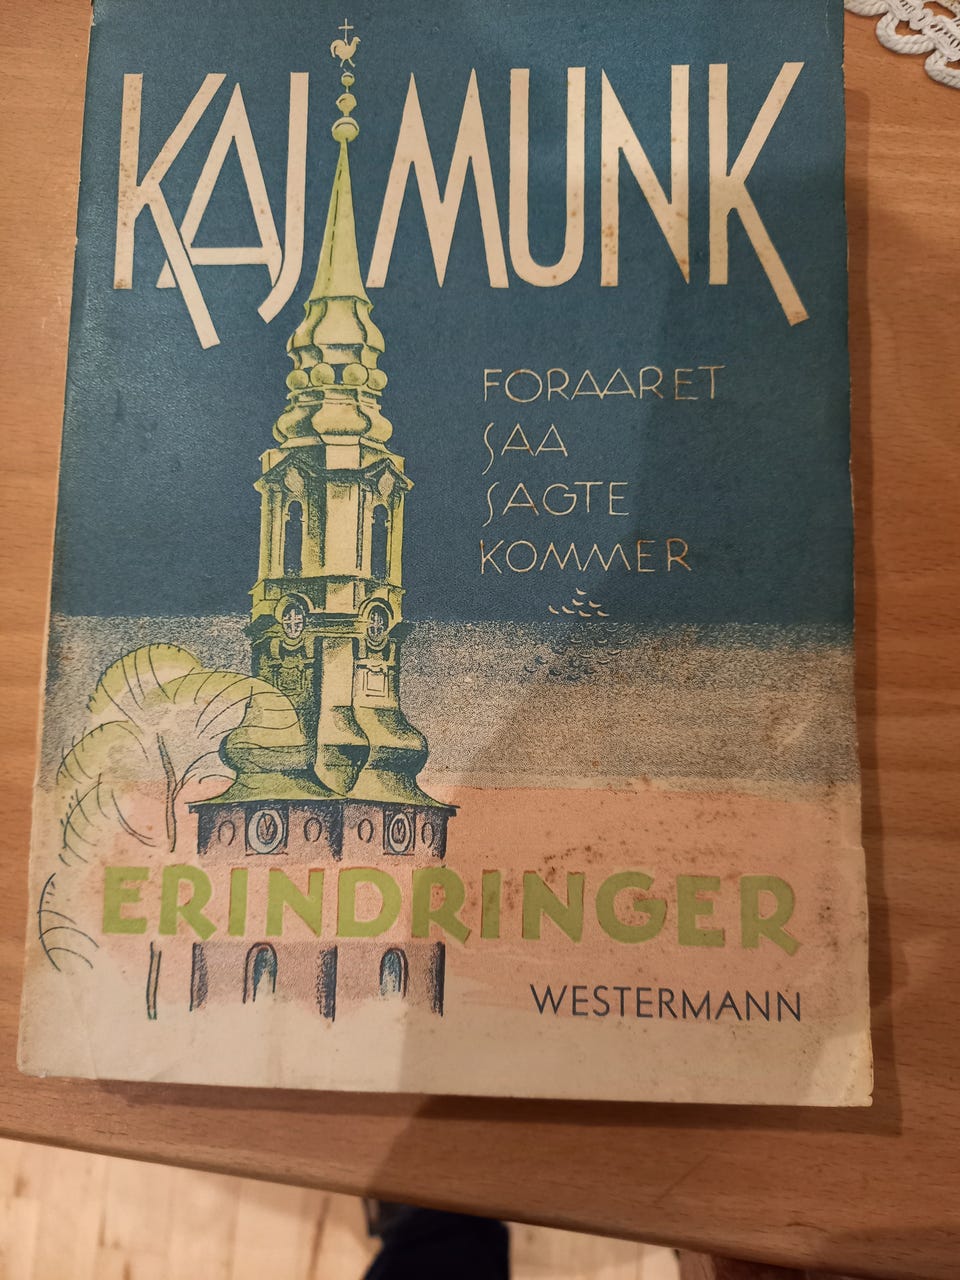 KAJ MUNK
FORAARET
SAA
SAGTE
KOMMER
ERINDRINGER
WESTERMANN